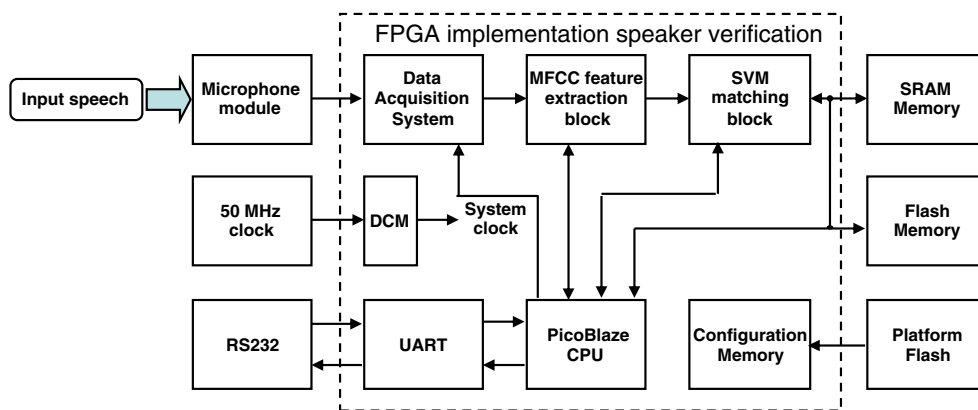 FPGA implementation speaker verification
Input speech
Microphone
module
Data
Acquisition
System
MFCC feature
extraction
block
SVM
matching
block
SRAM
Memory
50 MHz
clock
DCM
System
clock
Flash
Memory
RS232
UART
PicoBlaze
CPU
Configuration
Memory
Platform
Flash